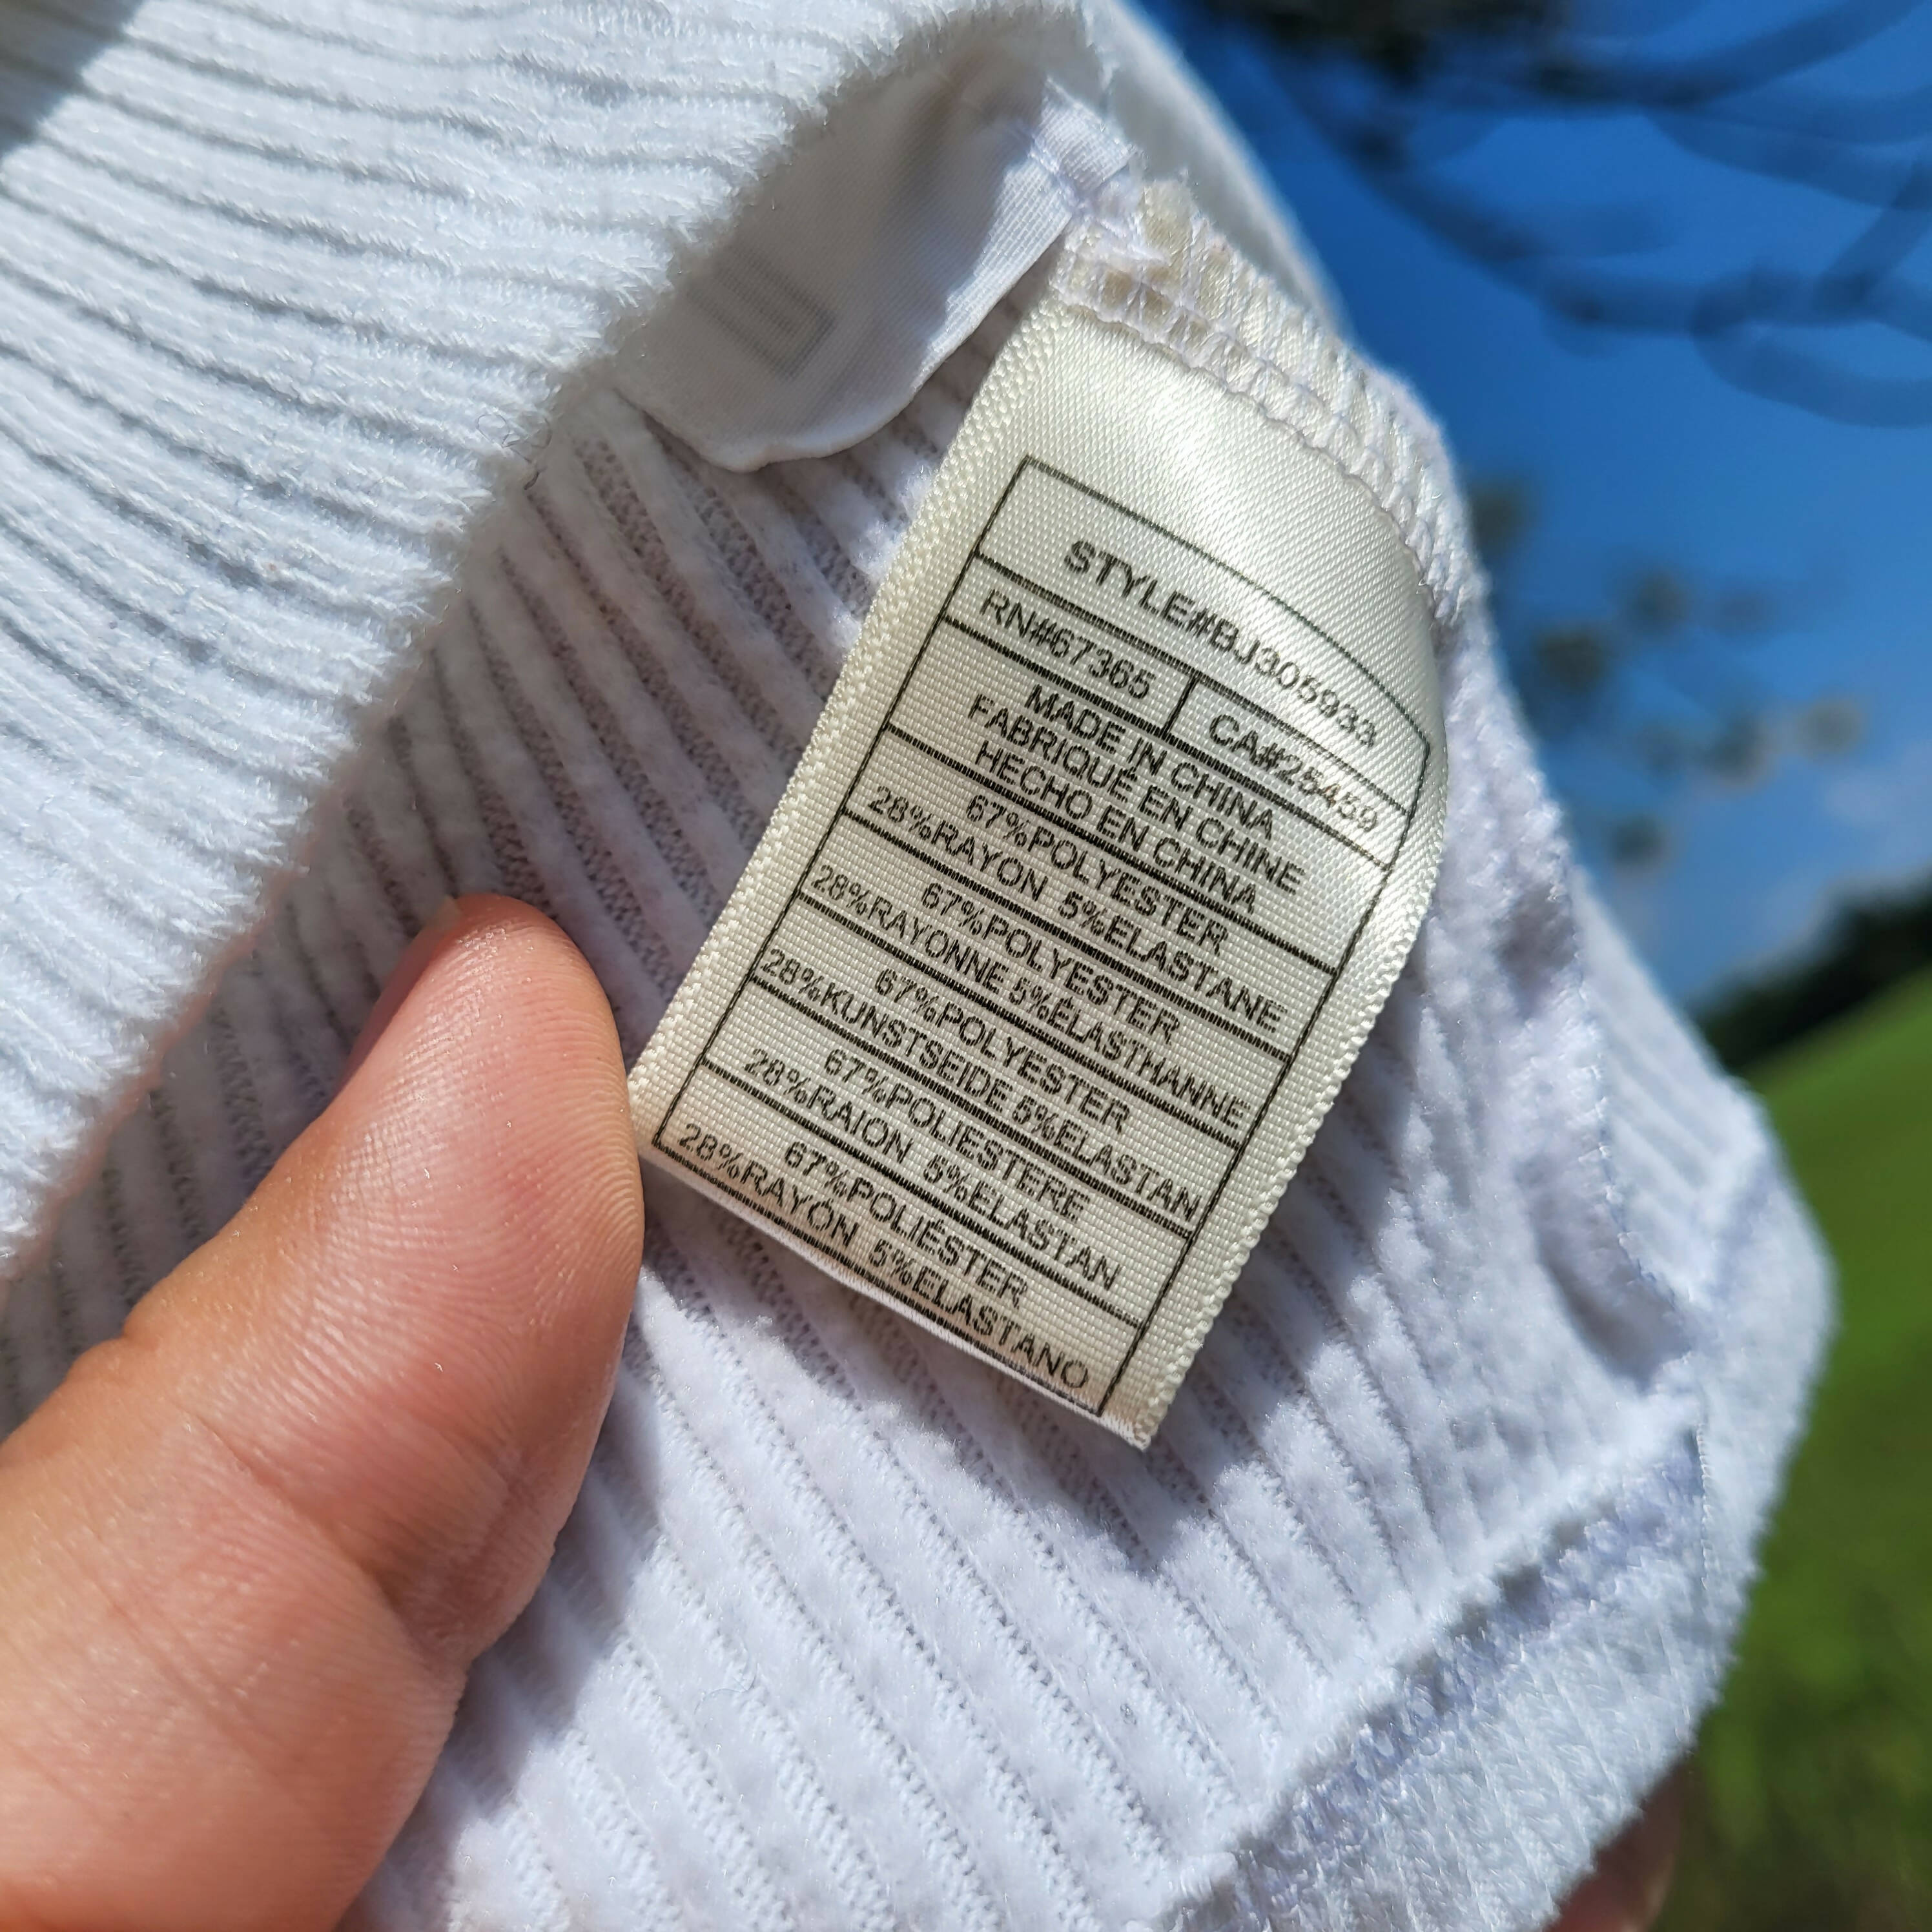 STYLE#BJ305933
RN#67365 CA#25459
MADE IN CHINA
FABRIQUÉ EN CHINE
HECHO EN CHINA
67%POLYESTER
28%RAYON 5%ELASTANE
67%POLYESTER
28%RAYONNE 5%ÉLASTHANNE
67%POLYESTER
28%KUNSTSEIDE 5%ELASTAN
67%POLIESTERE
28%RAION 5%ELASTAN
67%POLIÉSTER
28%RAYON 5%ELASTANO